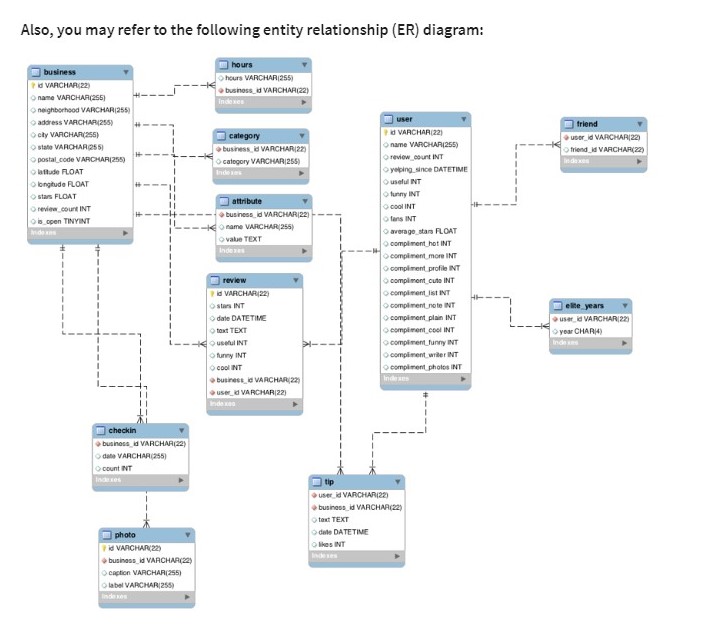 Also, you may refer to the following entity relationship (ER) diagram:
business
id VARCHAR(22)
name VARCHAR(255)
neighborhood VARCHAR(255)
address VARCHAR(255)
city VARCHAR(255)
state VARCHAR(255)
postal_code VARCHAR(255)
latitude FLOAT
longitude FLOAT
stars FLOAT
review_count INT
is_open TINYINT
Indexes
hours
hours VARCHAR(255)
business_id VARCHAR(22)
Indexes
category
business_id VARCHAR(22)
category VARCHAR(255)
Indexes
attribute
business_id VARCHAR(22)
name VARCHAR(255)
value TEXT
Indexes
review
id VARCHAR(22)
stars INT
date DATETIME
text TEXT
useful INT
funny INT
cool INT
business_id VARCHAR(22)
user_id VARCHAR(22)
Indexes
user
id VARCHAR(22)
name VARCHAR(255)
review_count INT
yelping_since DATETIME
useful INT
funny INT
cool INT
fans INT
average_stars FLOAT
compliment_hot INT
compliment_more INT
compliment_profile INT
compliment_cute INT
compliment_list INT
compliment_note INT
compliment_plain INT
compliment_cool INT
compliment_funny INT
compliment_writer INT
compliment_photos INT
Indexes
friend
user_id VARCHAR(22)
friend_id VARCHAR(22)
Indexes
elite_years
user_id VARCHAR(22)
year CHAR(4)
Indexes
checkin
business_id VARCHAR(22)
date VARCHAR(255)
count INT
Indexes
tip
user_id VARCHAR(22)
business_id VARCHAR(22)
text TEXT
date DATETIME
likes INT
Indexes
photo
id VARCHAR(22)
business_id VARCHAR(22)
caption VARCHAR(255)
label VARCHAR(255)
Indexes